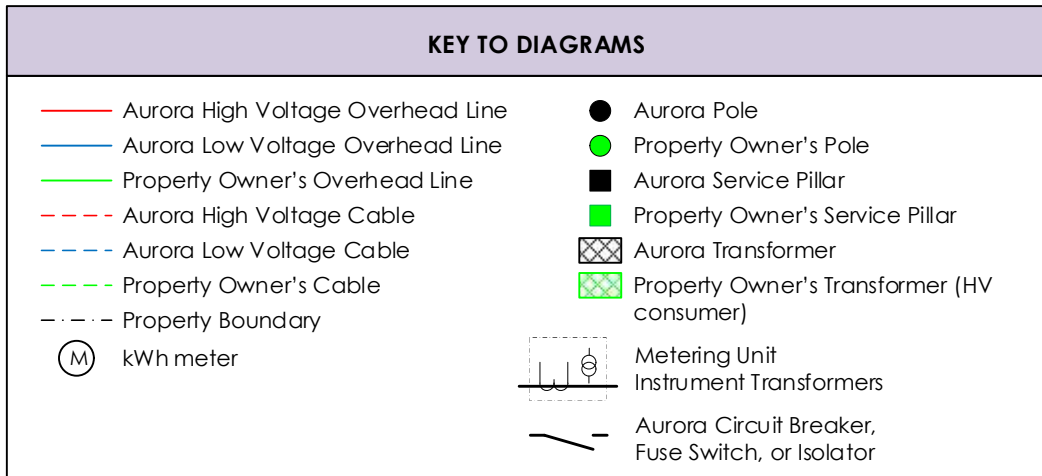 KEY TO DIAGRAMS
Aurora High Voltage Overhead Line
Aurora Low Voltage Overhead Line
Property Owner's Overhead Line
Aurora High Voltage Cable
Aurora Low Voltage Cable
Property Owner's Cable
Property Boundary
M kWh meter
Aurora Pole
Property Owner's Pole
Aurora Service Pillar
Property Owner's Service Pillar
Aurora Transformer
Property Owner's Transformer (HV
consumer)
Metering Unit
Instrument Transformers
Aurora Circuit Breaker,
Fuse Switch, or Isolator